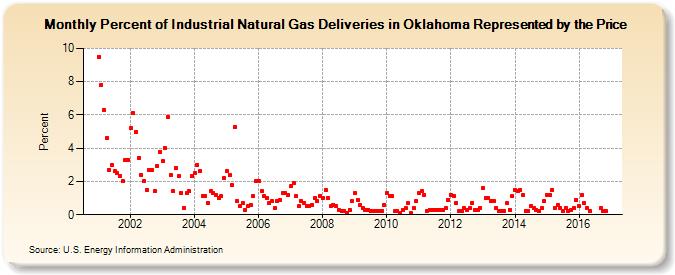 Monthly Percent of Industrial Natural Gas Deliveries in Oklahoma Represented by the Price
Percent
10
8
6
4
2
0
2002 2004 2006 2008 2010 2012 2014 2016
Source: U.S. Energy Information Administration